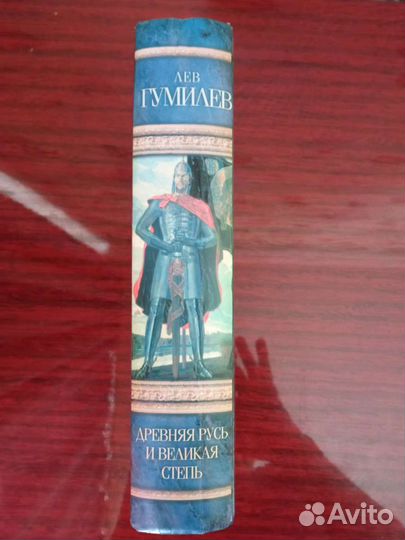 ЛЕВ
ГУМИЛЕВ
ДРЕВНЯЯ РУСЬ
И ВЕЛИКАЯ
СТЕПЬ
Avito